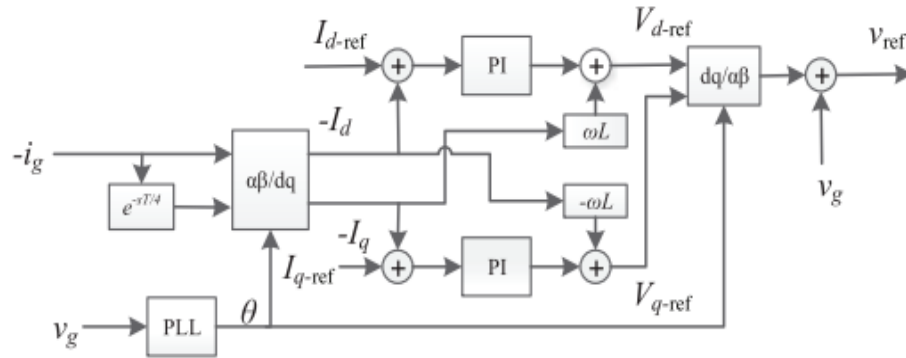 I_d-ref
PI
+
+
V_d-ref
dq/αβ
+
v_ref
-I_d
ωL
-i_g
αβ/dq
e^-sT/4
-ωL
v_g
-I_q
I_q-ref
+
PI
+
V_q-ref
v_g
PLL
θ